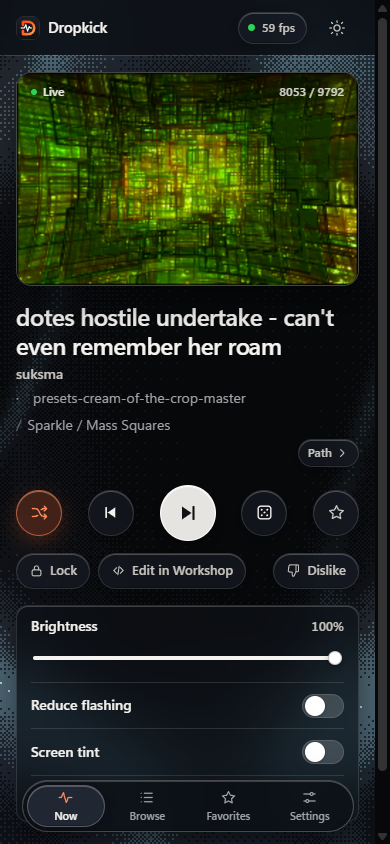 Dropkick
59 fps
Live
8053 / 9792
dotes hostile undertake - can't
even remember her roam
suksma
· presets-cream-of-the-crop-master
/ Sparkle / Mass Squares
Path
Lock
Edit in Workshop
Dislike
Brightness
100%
Reduce flashing
Screen tint
Now
Browse
Favorites
Settings